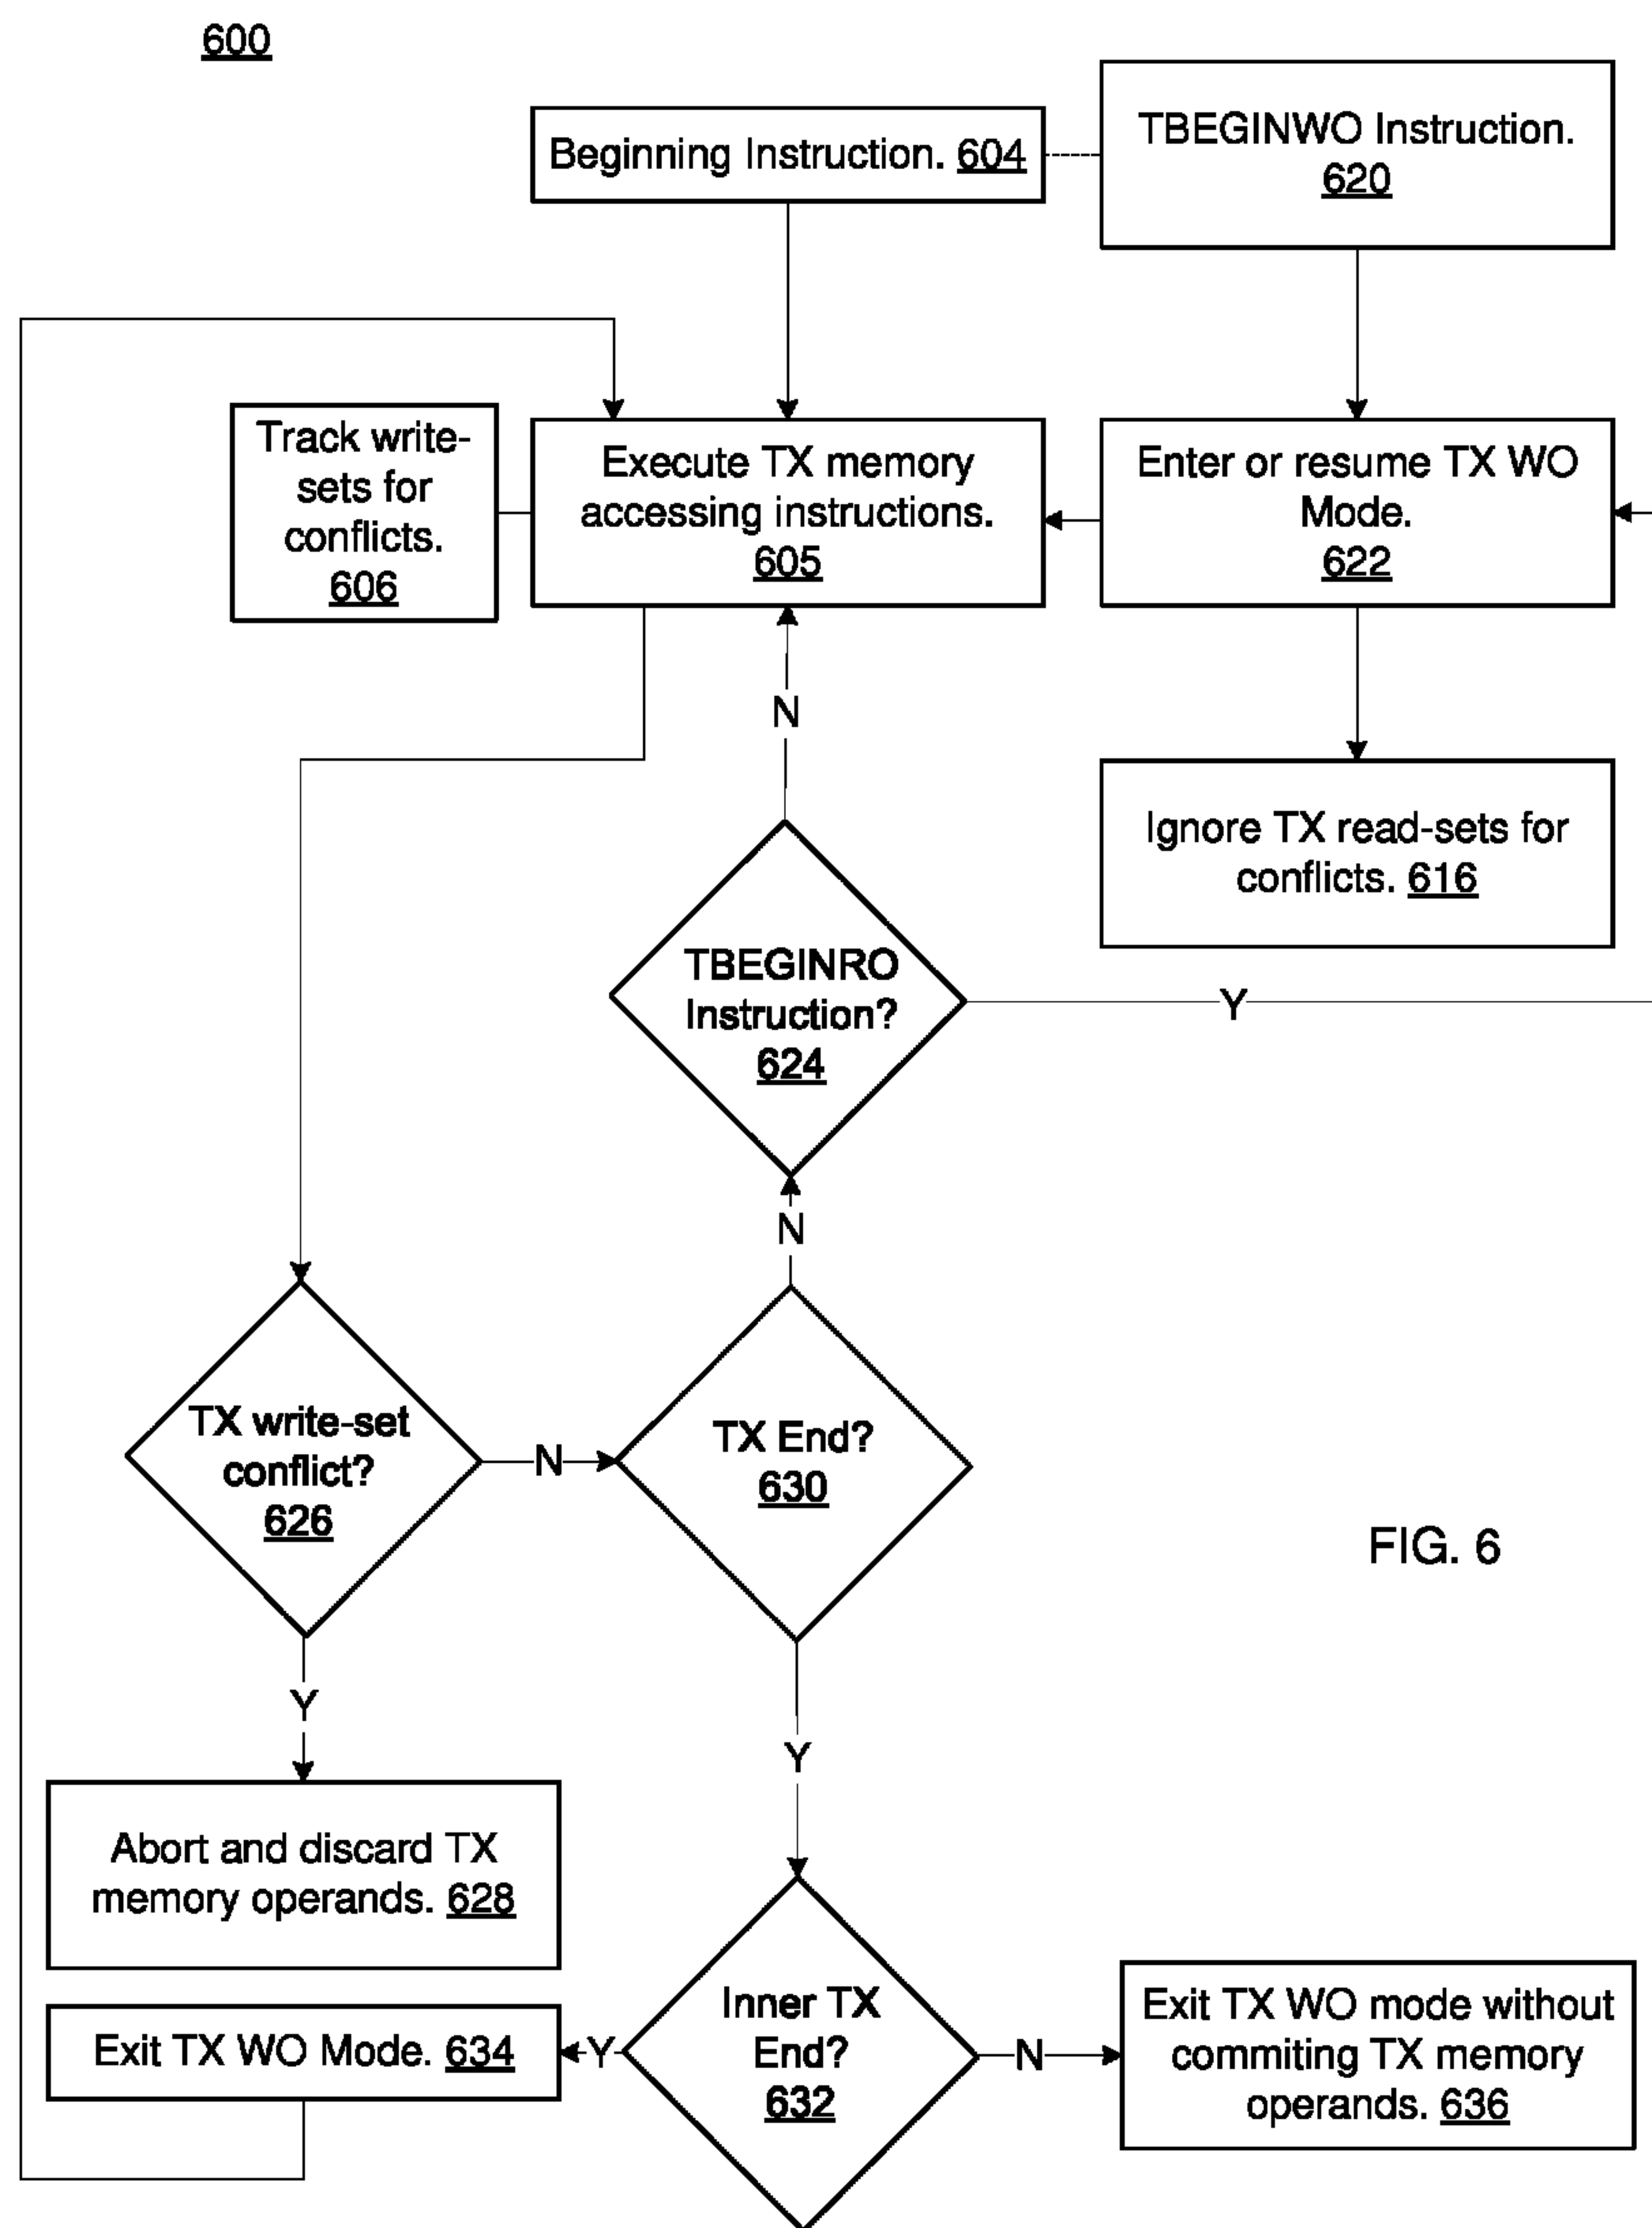 600
Beginning Instruction. 604
TBEGINWO Instruction.
620
Track write-
sets for
conflicts.
606
Execute TX memory
accessing instructions.
605
Enter or resume TX WO
Mode.
622
N
Ignore TX read-sets for
conflicts. 616
TBEGINRO
Instruction?
624
Y
N
TX write-set
conflict?
626
N
TX End?
630
FIG. 6
Y
Y
Abort and discard TX
memory operands. 628
Exit TX WO Mode. 634
Y
Inner TX
End?
632
N
Exit TX WO mode without
commiting TX memory
operands. 636